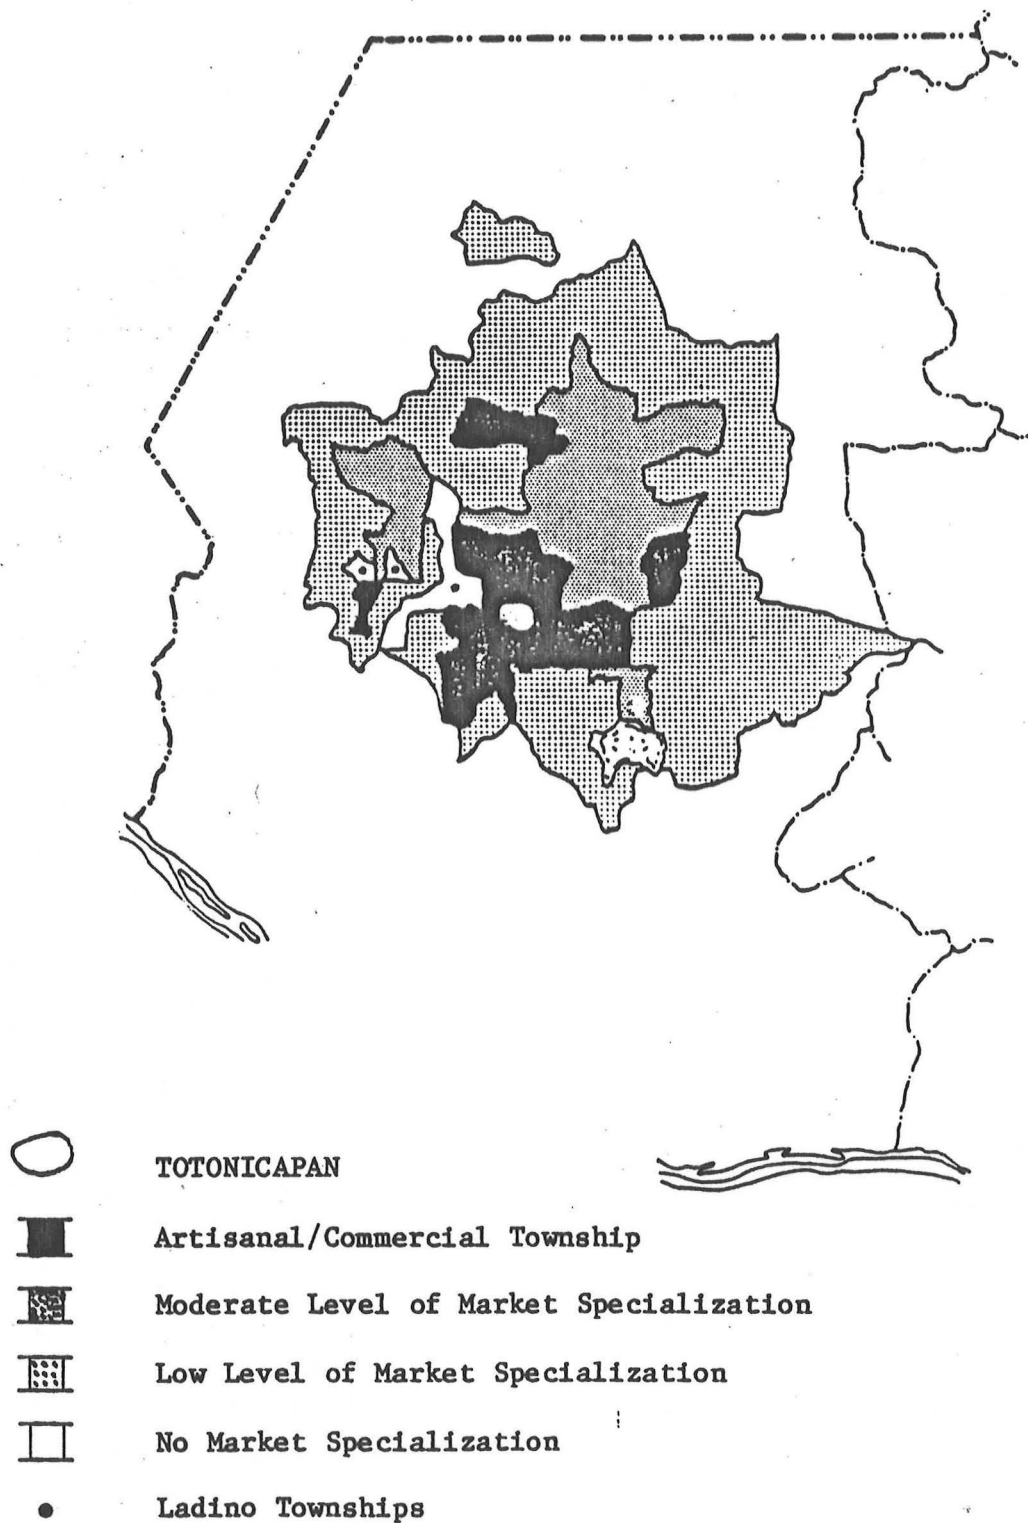 TOTONICAPAN
Artisanal/Commercial Township
Moderate Level of Market Specialization
Low Level of Market Specialization
No Market Specialization
Ladino Townships